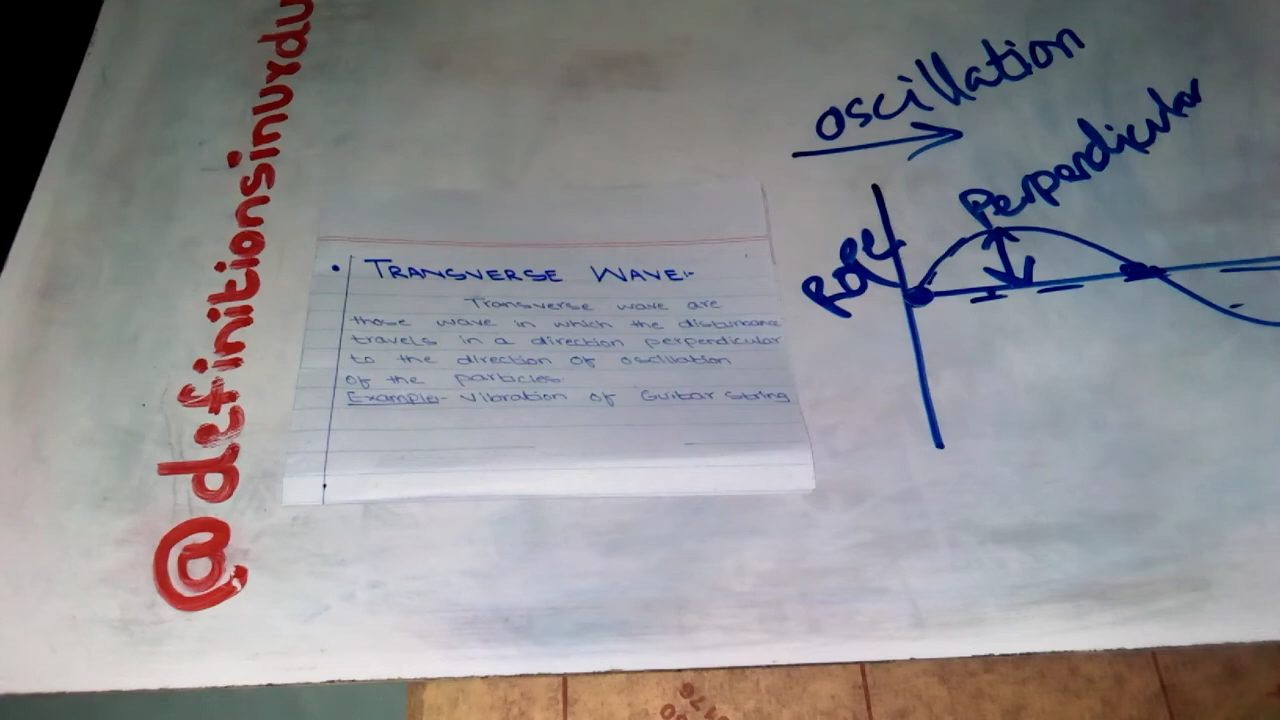 @definitionsinurdu
oscillation
Perpendicular
Rope
• TRANSVERSE WAVE:-
Transverse wave are
those wave in which the disturbance
travels in a direction perpendicular
to the direction of oscillation
of the particles.
Example:- Vibration of Guitar string